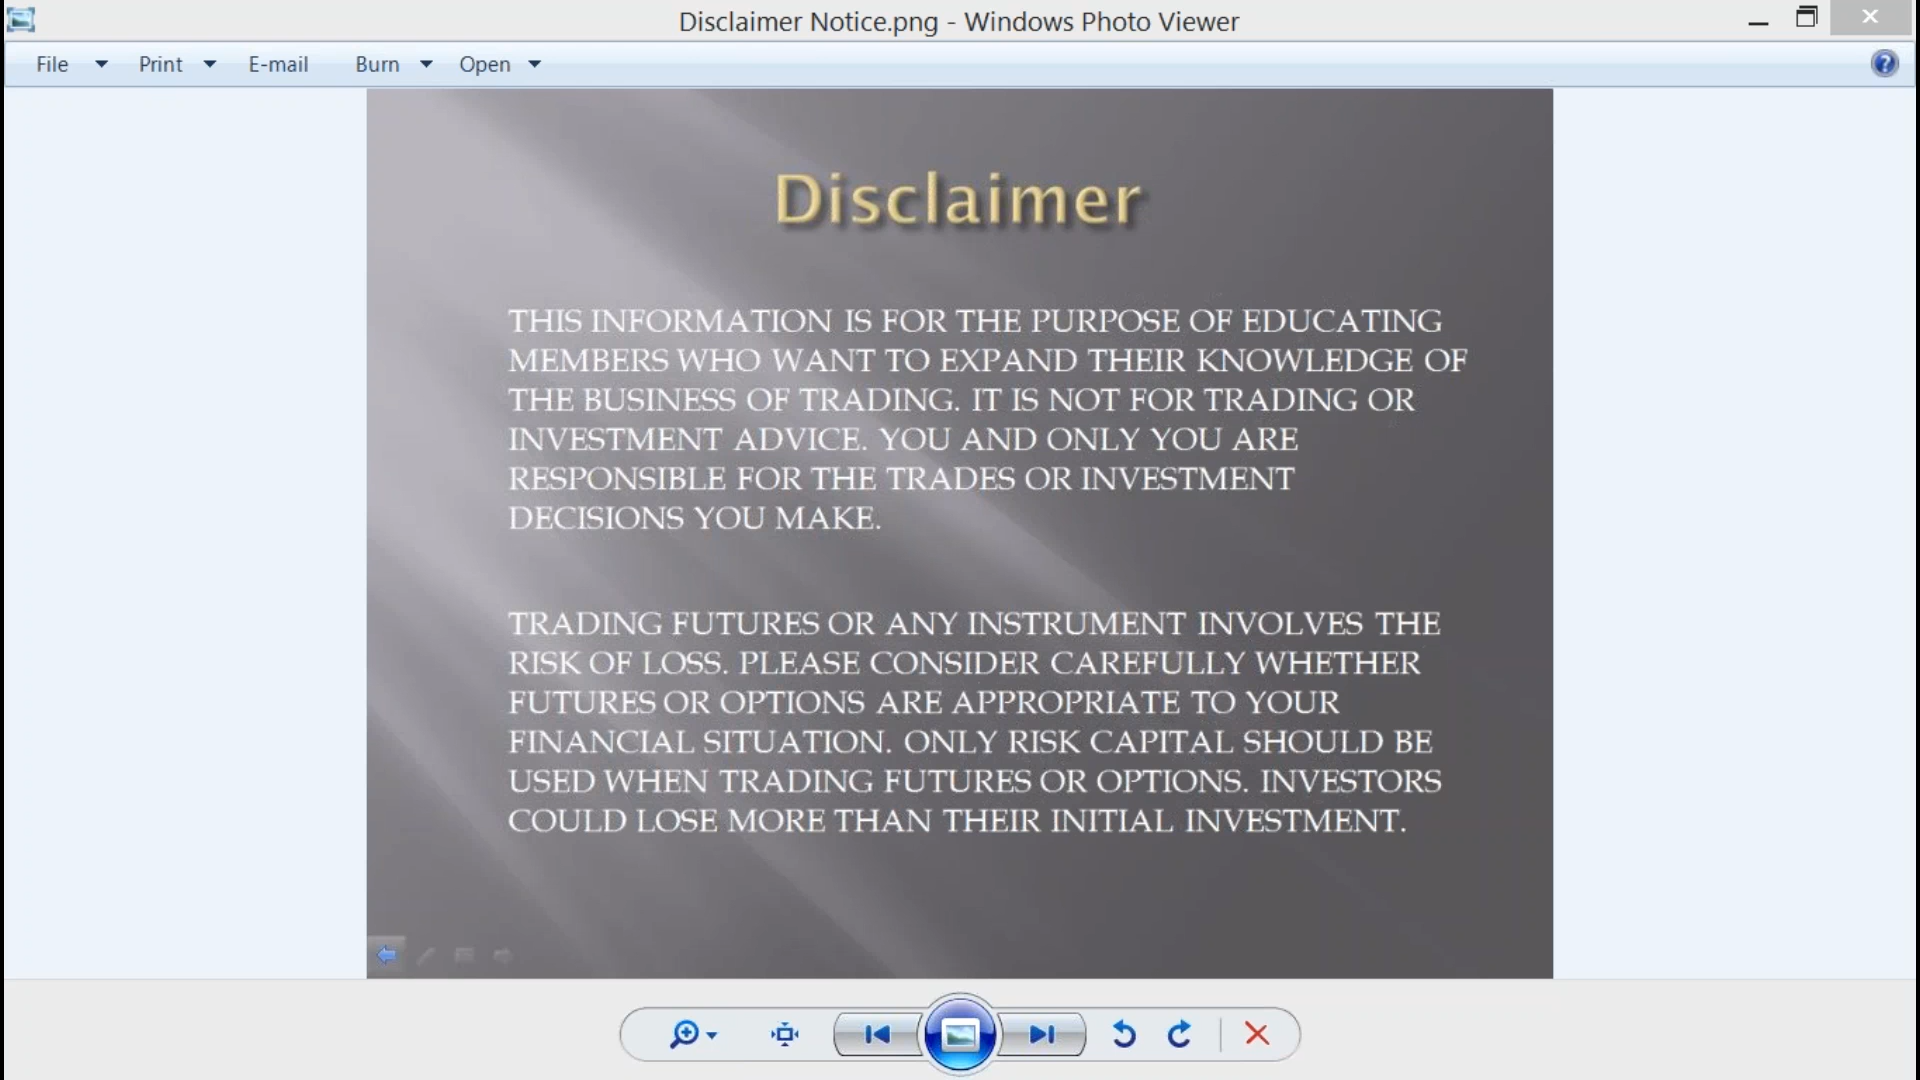 Disclaimer Notice.png - Windows Photo Viewer
File Print E-mail Burn Open
Disclaimer
THIS INFORMATION IS FOR THE PURPOSE OF EDUCATING
MEMBERS WHO WANT TO EXPAND THEIR KNOWLEDGE OF
THE BUSINESS OF TRADING. IT IS NOT FOR TRADING OR
INVESTMENT ADVICE. YOU AND ONLY YOU ARE
RESPONSIBLE FOR THE TRADES OR INVESTMENT
DECISIONS YOU MAKE.
TRADING FUTURES OR ANY INSTRUMENT INVOLVES THE
RISK OF LOSS. PLEASE CONSIDER CAREFULLY WHETHER
FUTURES OR OPTIONS ARE APPROPRIATE TO YOUR
FINANCIAL SITUATION. ONLY RISK CAPITAL SHOULD BE
USED WHEN TRADING FUTURES OR OPTIONS. INVESTORS
COULD LOSE MORE THAN THEIR INITIAL INVESTMENT.